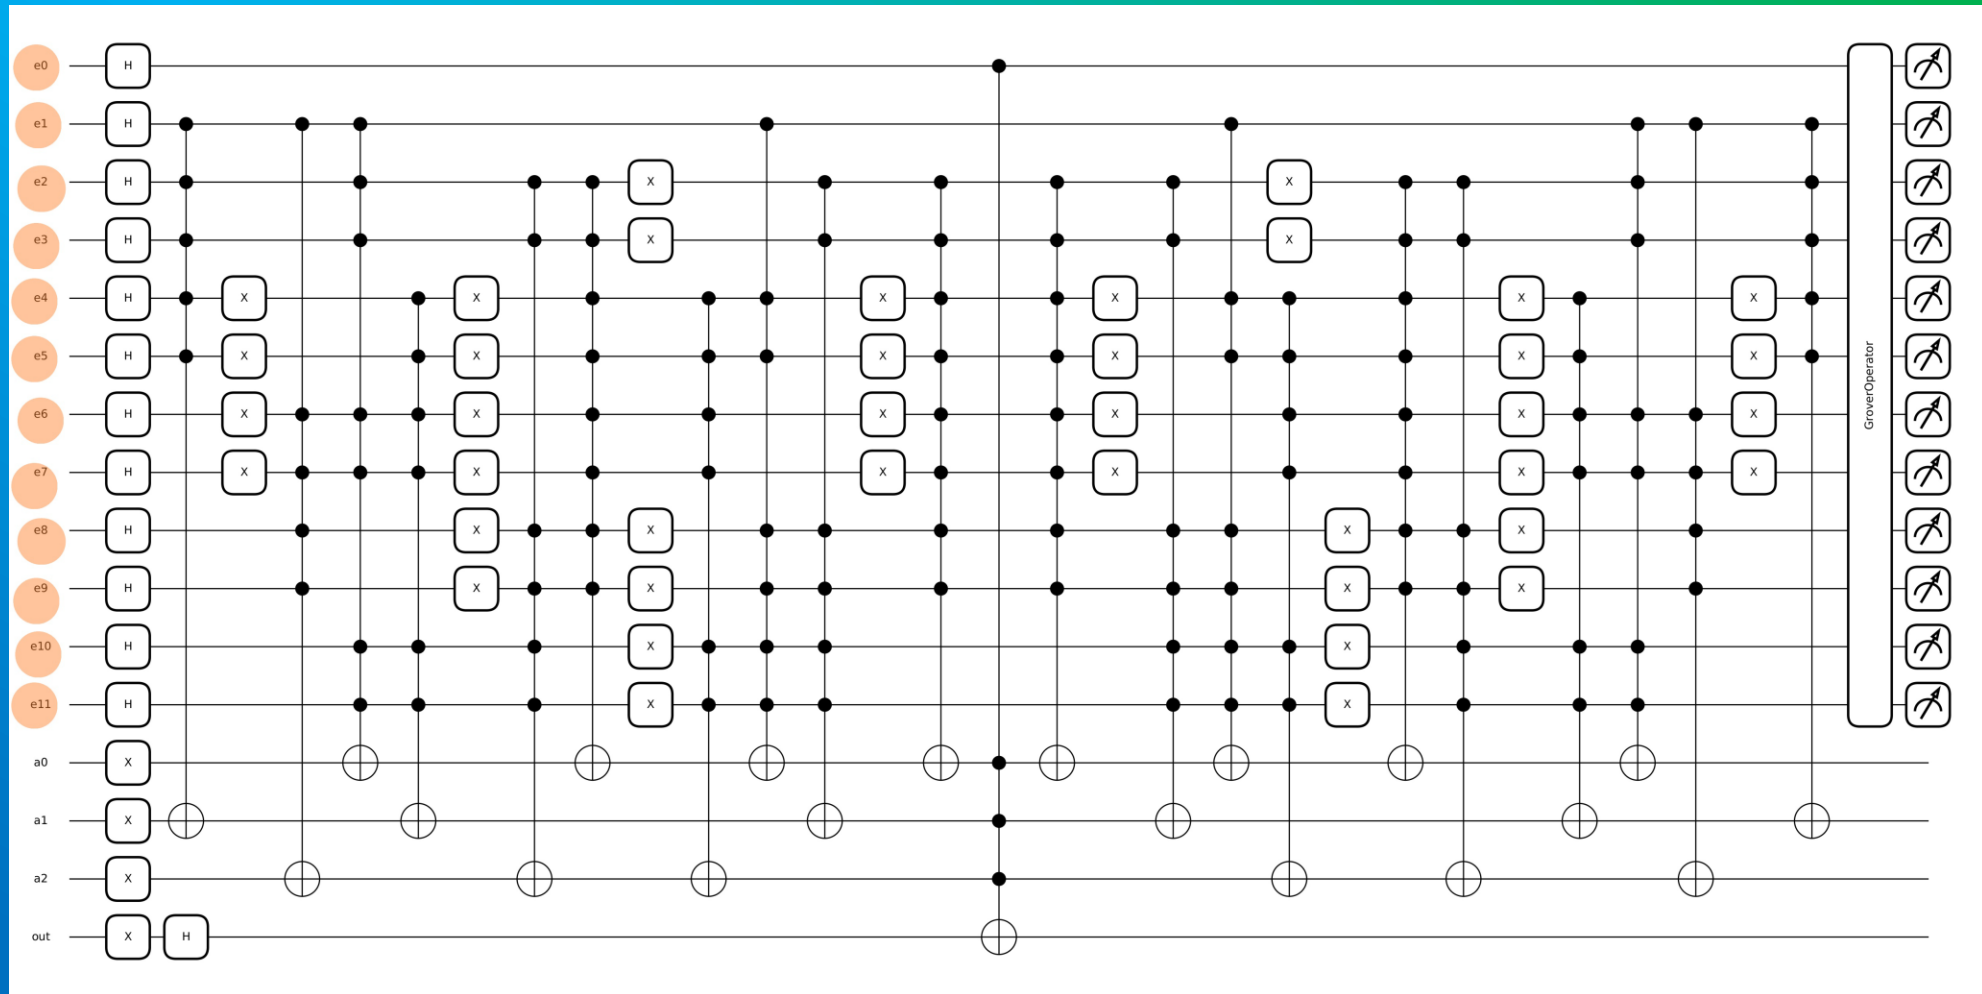 e0 H
e1 H
e2 H X X
e3 H X X
e4 H X X X X X X
e5 H X X X X X X
e6 H X X X X X X
e7 H X X X X X X
e8 H X X X X
e9 H X X X X
e10 H X X
e11 H X X
GroverOperator
a0 X
a1 X
a2 X
out X H